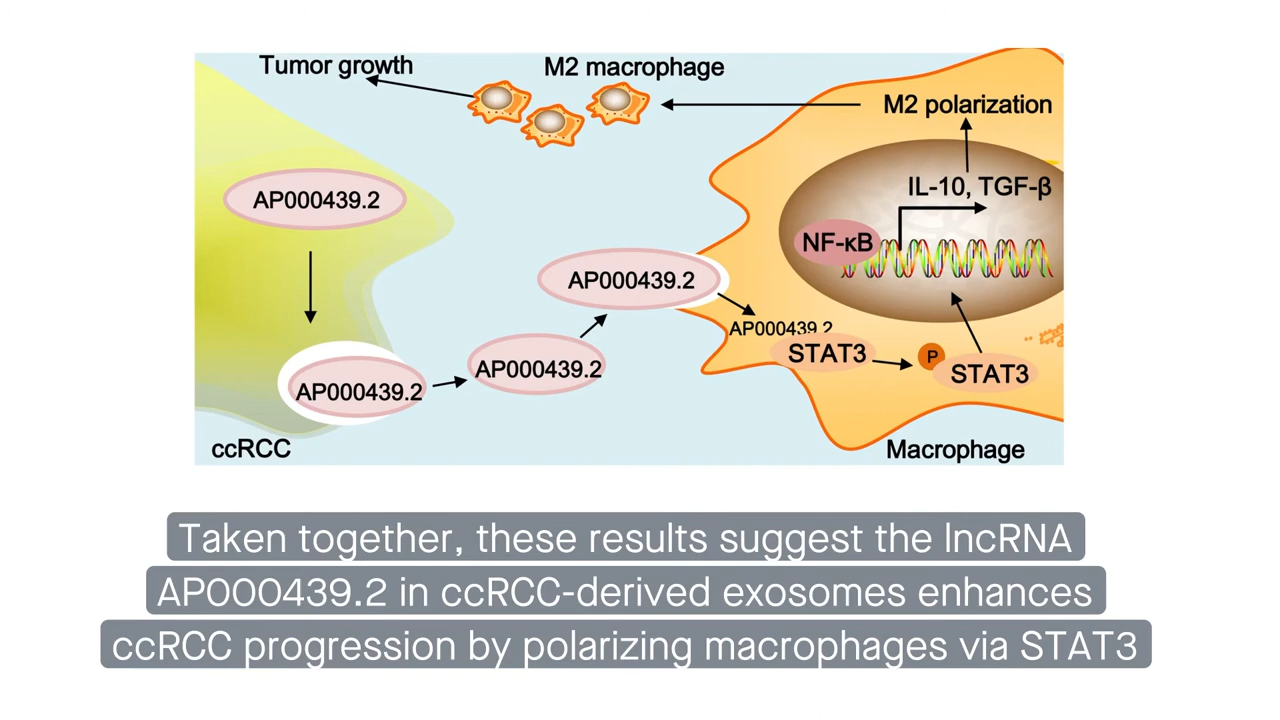 Tumor growth
M2 macrophage
M2 polarization
AP000439.2
IL-10, TGF-β
NF-κB
AP000439.2
AP000439.2
STAT3
P
STAT3
AP000439.2
AP000439.2
ccRCC
Macrophage
Taken together, these results suggest the lncRNA
AP000439.2 in ccRCC-derived exosomes enhances
ccRCC progression by polarizing macrophages via STAT3